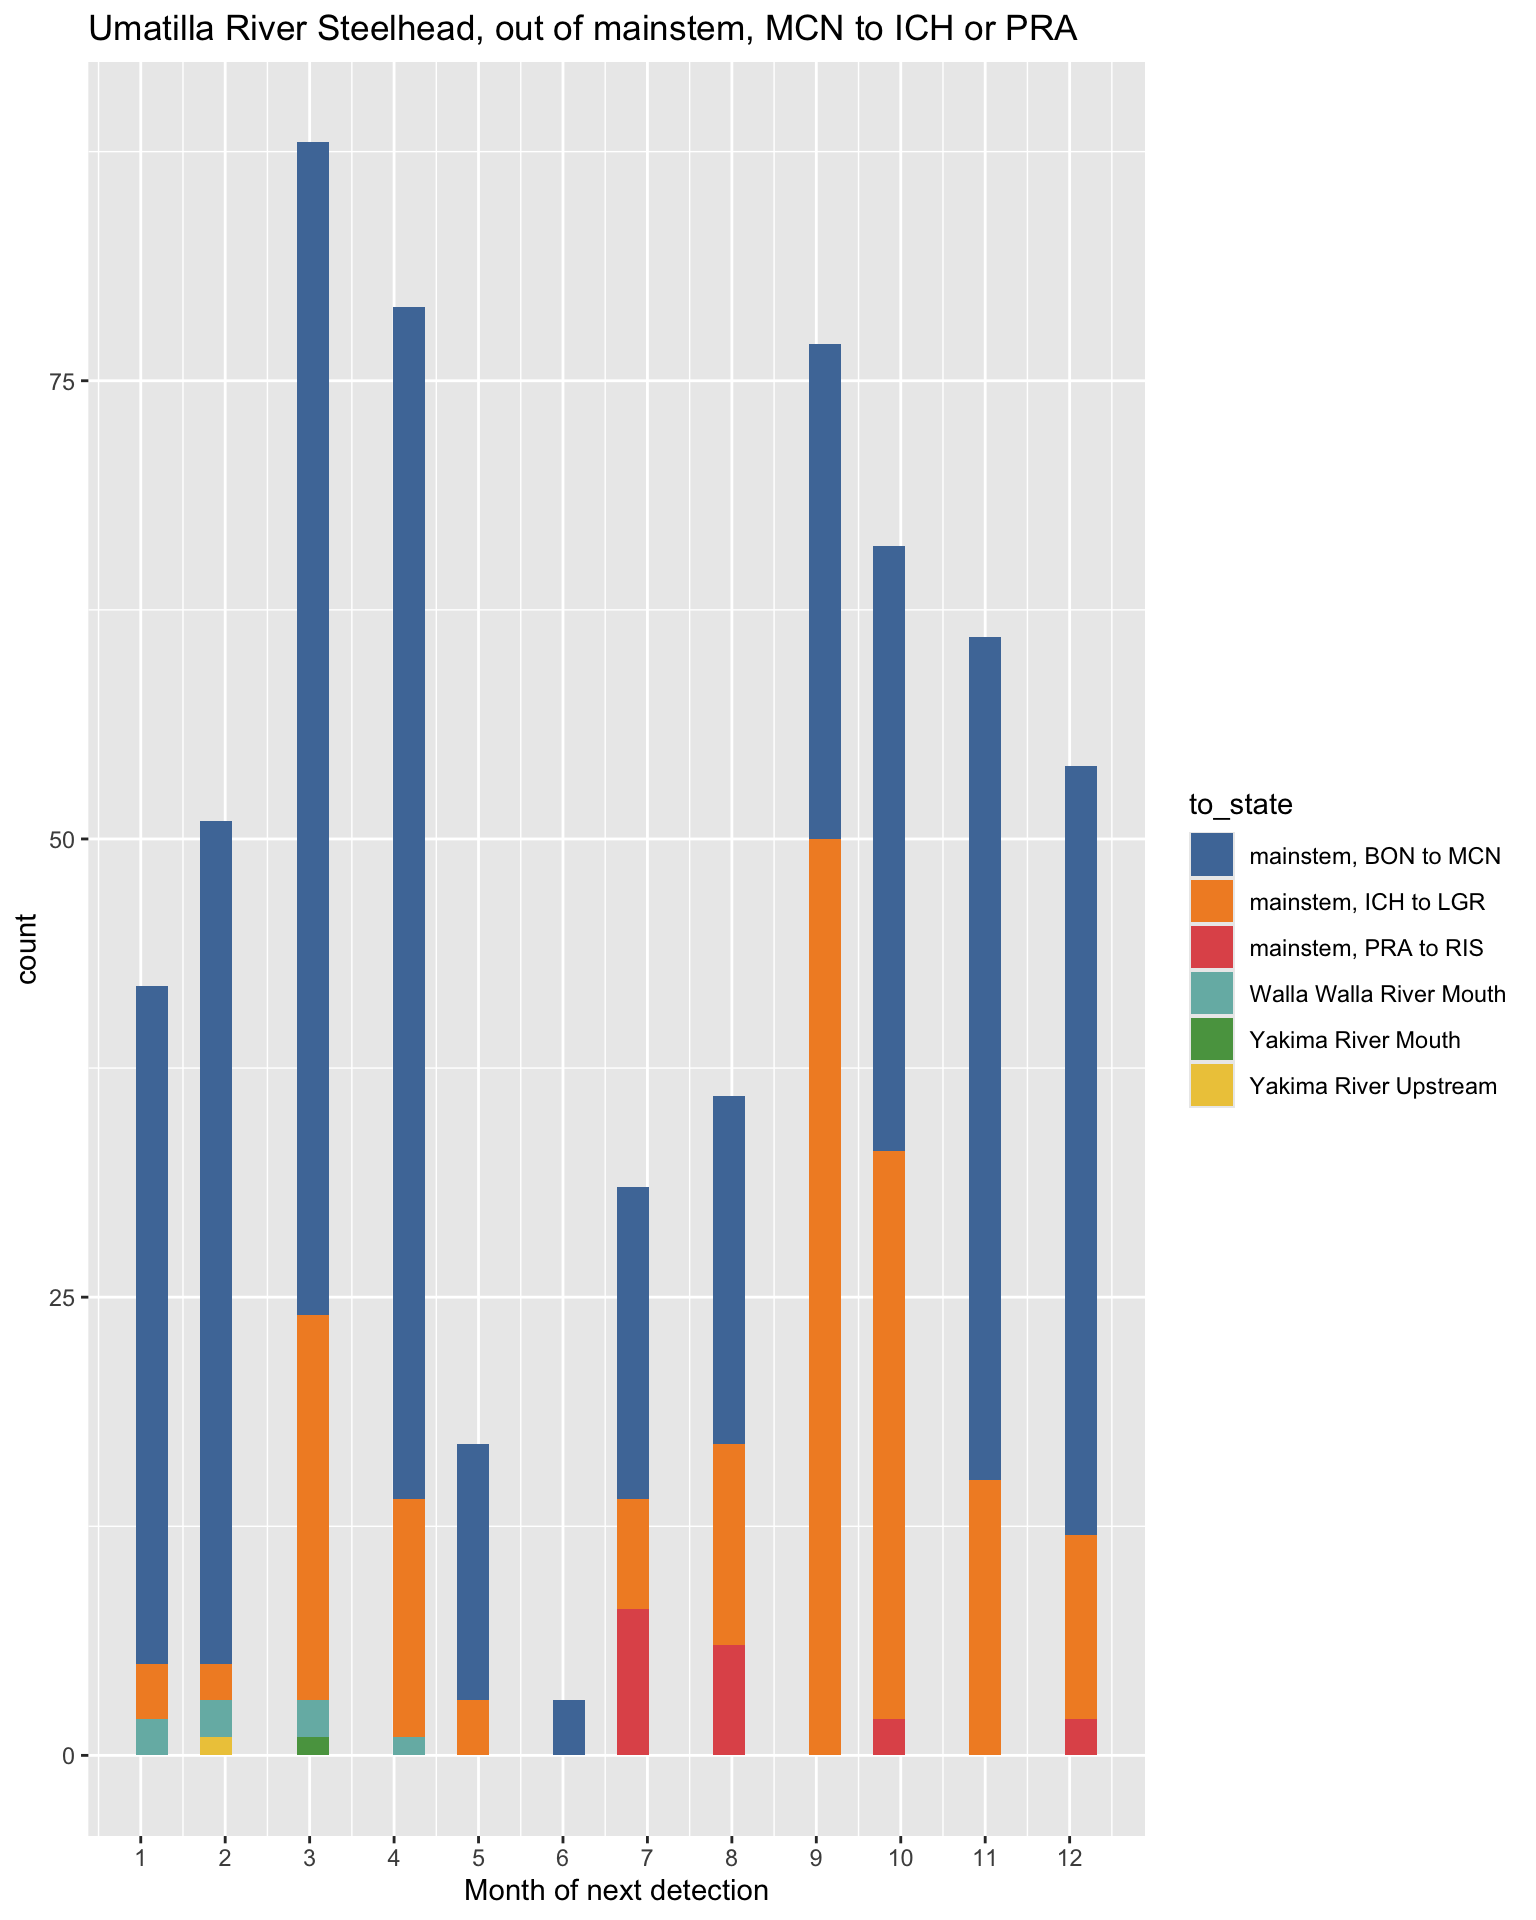 Umatilla River Steelhead, out of mainstem, MCN to ICH or PRA
count
75
50
25
0
1 2 3 4 5 6 7 8 9 10 11 12
Month of next detection
to_state
mainstem, BON to MCN
mainstem, ICH to LGR
mainstem, PRA to RIS
Walla Walla River Mouth
Yakima River Mouth
Yakima River Upstream